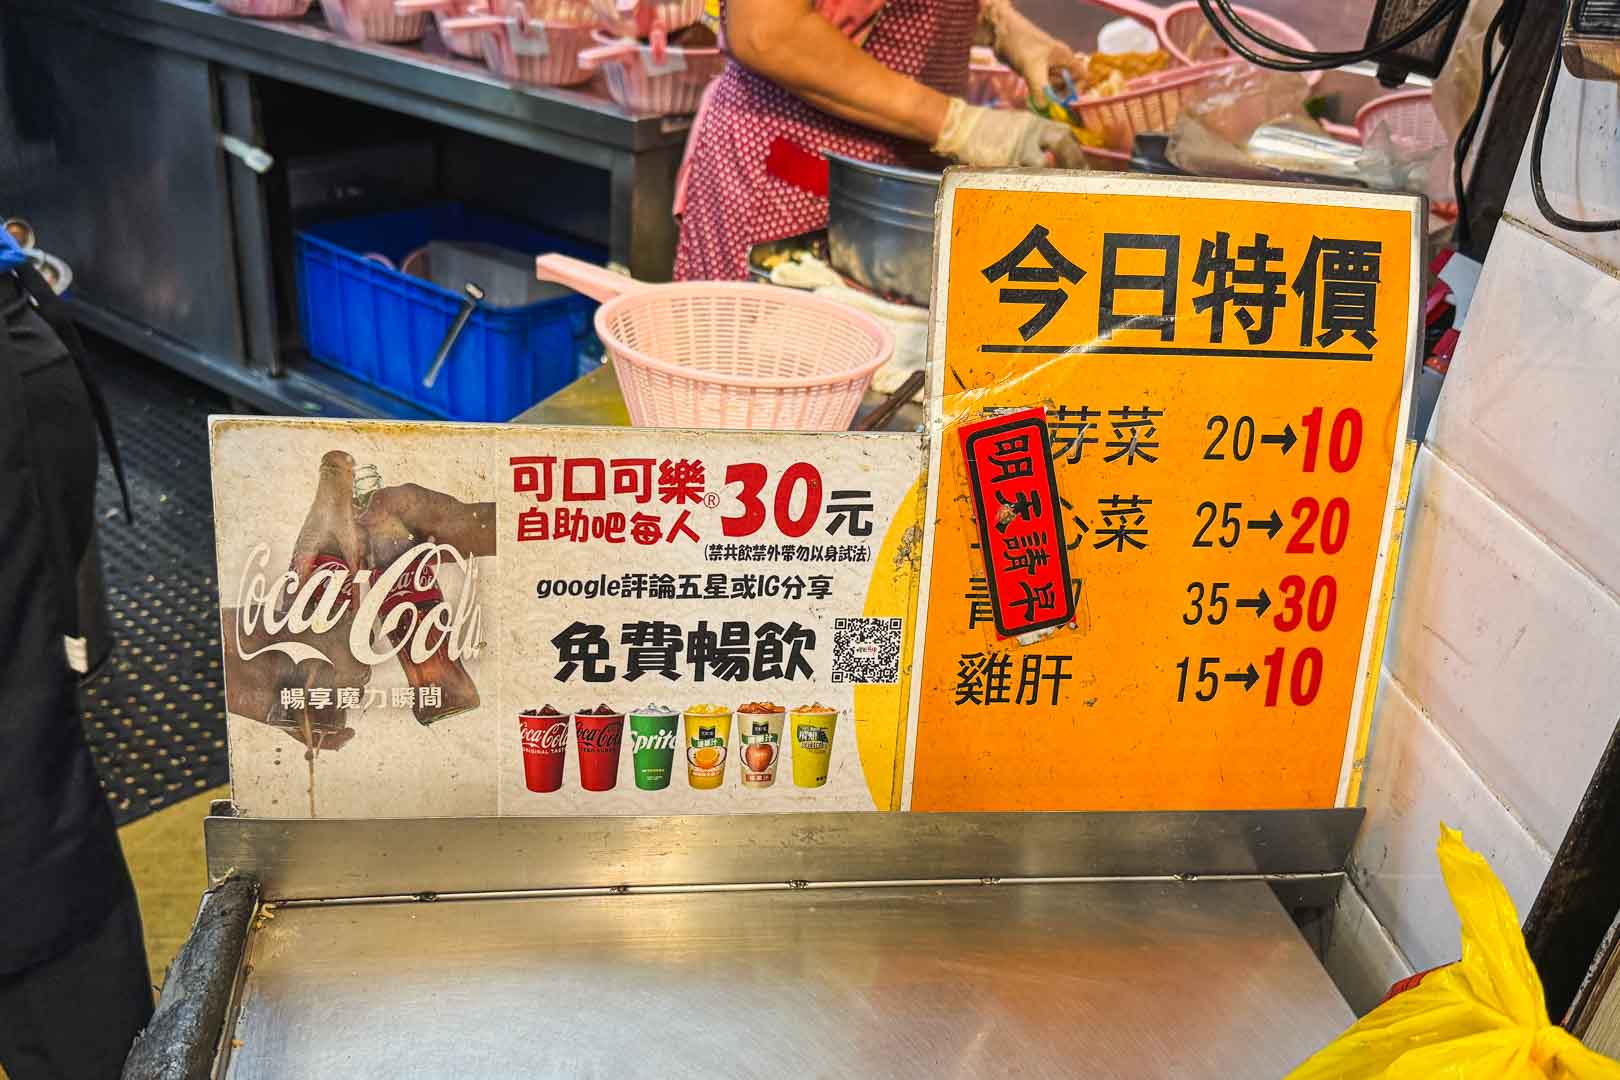 Coca-Cola
暢享魔力瞬間
可口可樂® 30元
自助吧每人
(禁共飲禁外帶勿以身試法)
google評論五星或IG分享
免費暢飲
Coca-Cola
ORIGINAL TASTE
Coca-Cola
Sprite
今日特價
芽菜 20→10
心菜 25→20
青 35→30
雞肝 15→10
明天請早